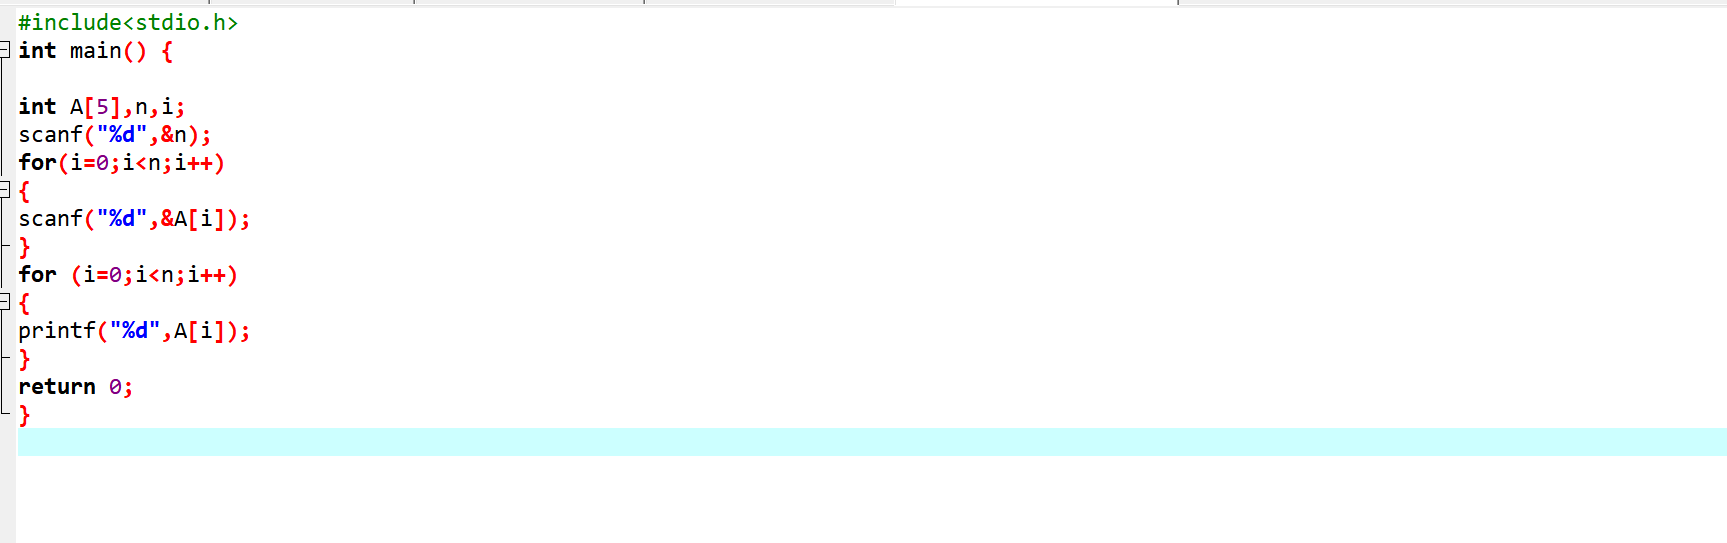 #include<stdio.h>
int main() {
int A[5],n,i;
scanf("%d",&n);
for(i=0;i<n;i++)
{
scanf("%d",&A[i]);
}
for (i=0;i<n;i++)
{
printf("%d",A[i]);
}
return 0;
}